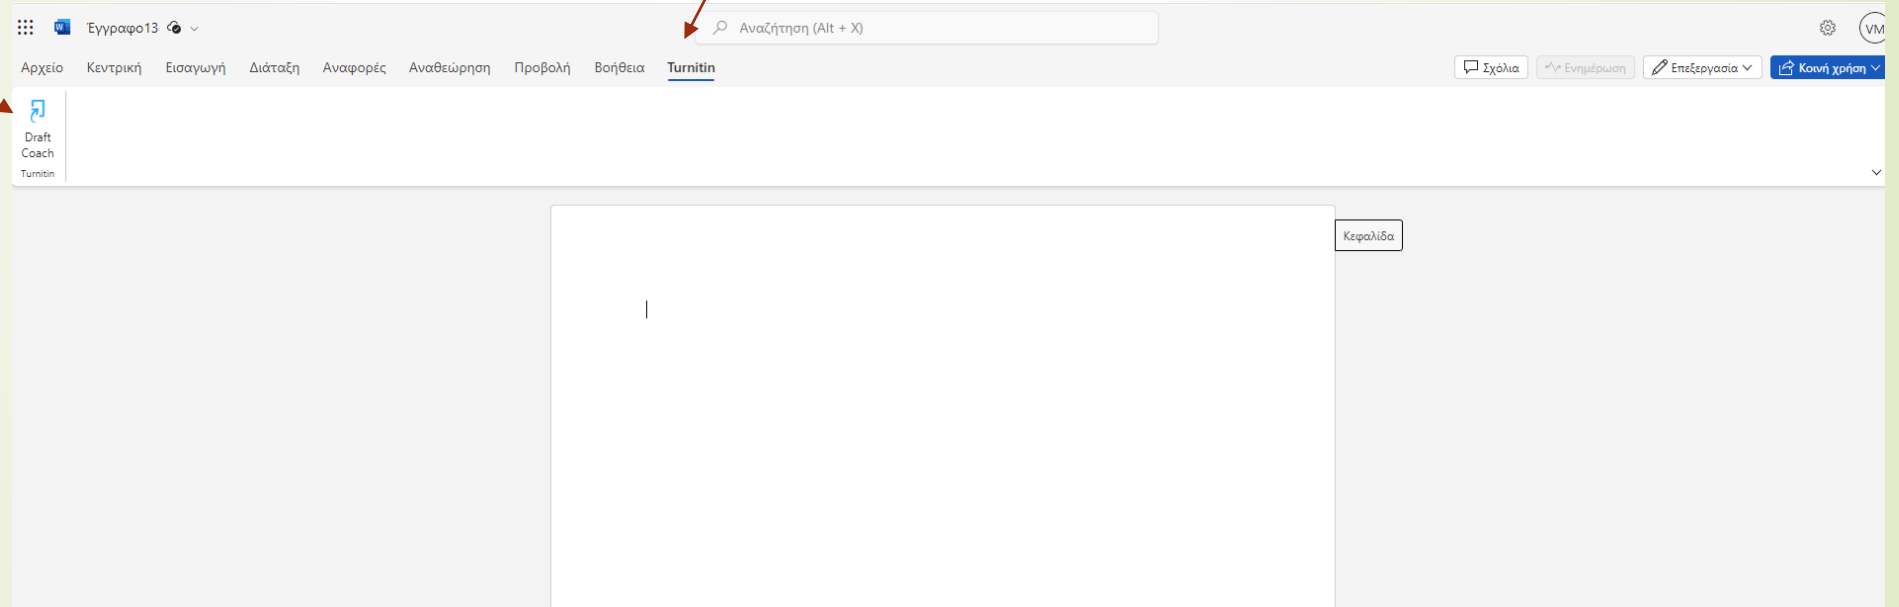 Έγγραφο13
Αναζήτηση (Alt + X)
VM
Αρχείο Κεντρική Εισαγωγή Διάταξη Αναφορές Αναθεώρηση Προβολή Βοήθεια Turnitin
Σχόλια Ενημέρωση Επεξεργασία Κοινή χρήση
Draft
Coach
Turnitin
Κεφαλίδα